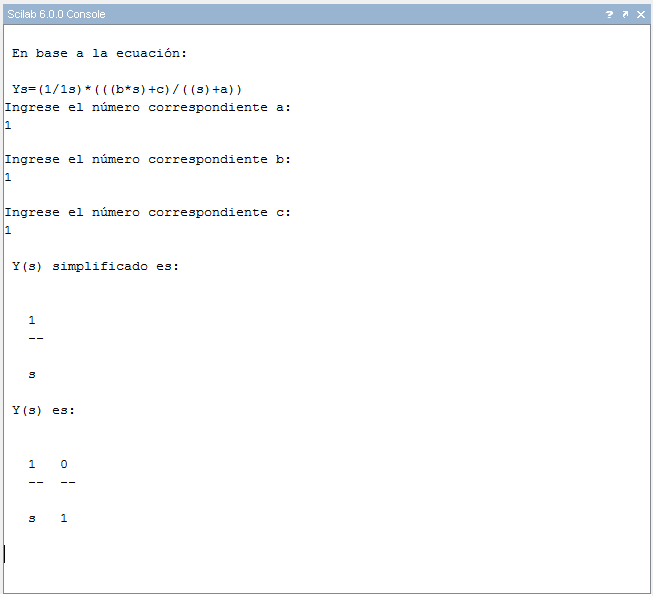 Scilab 6.0.0 Console
En base a la ecuación:
Ys=(1/1s)*(((b*s)+c)/((s)+a))
Ingrese el número correspondiente a:
1
Ingrese el número correspondiente b:
1
Ingrese el número correspondiente c:
1
Y(s) simplificado es:
1
--
s
Y(s) es:
1 0
-- --
s 1